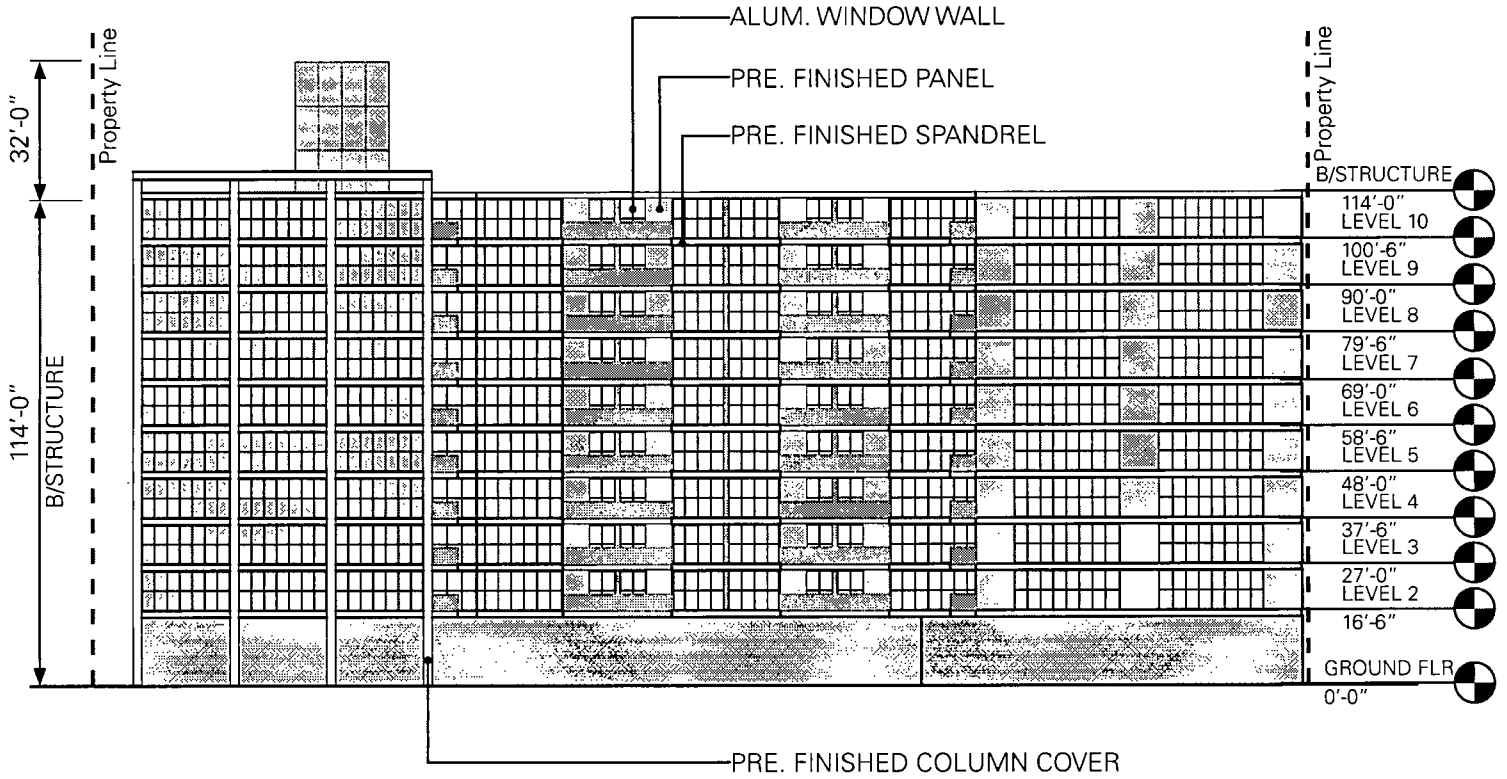 ALUM. WINDOW WALL
PRE. FINISHED PANEL
PRE. FINISHED SPANDREL
Property Line
Property Line
32'-0"
114'-0"
B/STRUCTURE
B/STRUCTURE
114'-0"
LEVEL 10
100'-6"
LEVEL 9
90'-0"
LEVEL 8
79'-6"
LEVEL 7
69'-0"
LEVEL 6
58'-6"
LEVEL 5
48'-0"
LEVEL 4
37'-6"
LEVEL 3
27'-0"
LEVEL 2
16'-6"
GROUND FLR
0'-0"
PRE. FINISHED COLUMN COVER